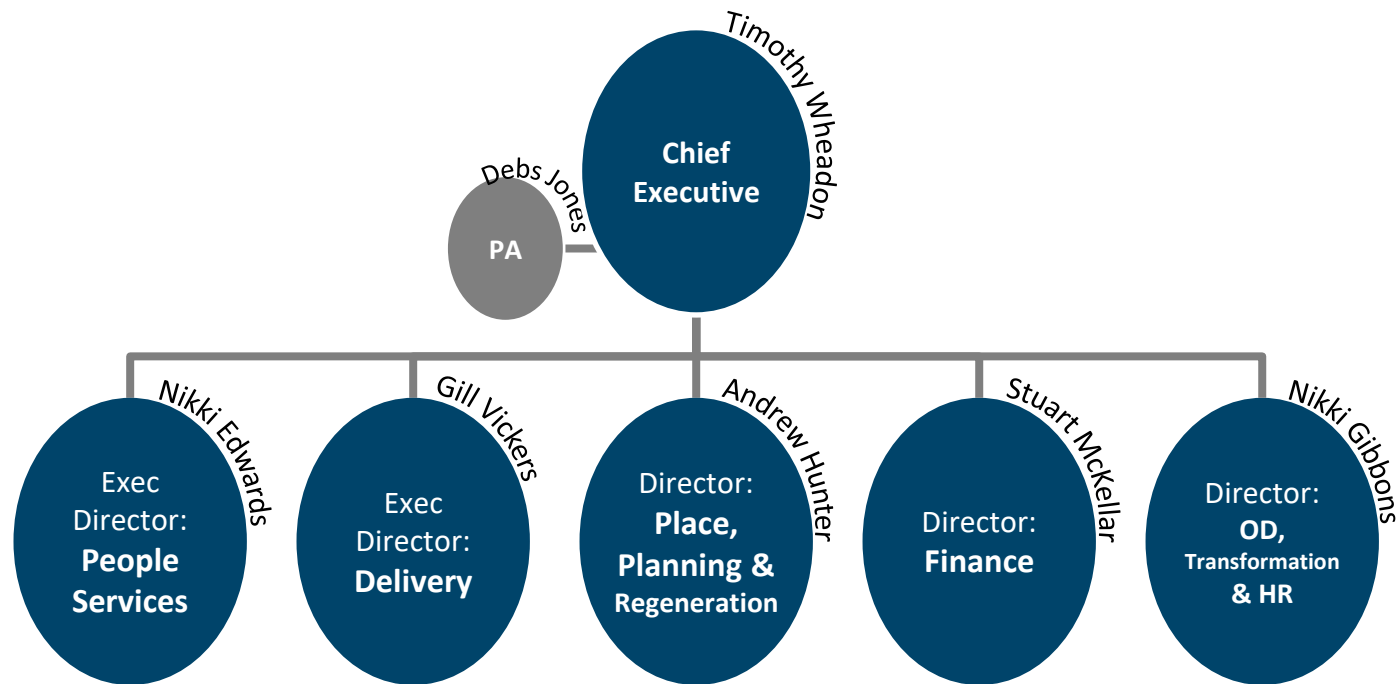 Timothy Wheadon
Chief
Executive
Debs Jones
PA
Nikki Edwards
Exec
Director:
People
Services
Gill Vickers
Exec
Director:
Delivery
Andrew Hunter
Director:
Place,
Planning &
Regeneration
Stuart McKellar
Director:
Finance
Nikki Gibbons
Director:
OD,
Transformation
& HR